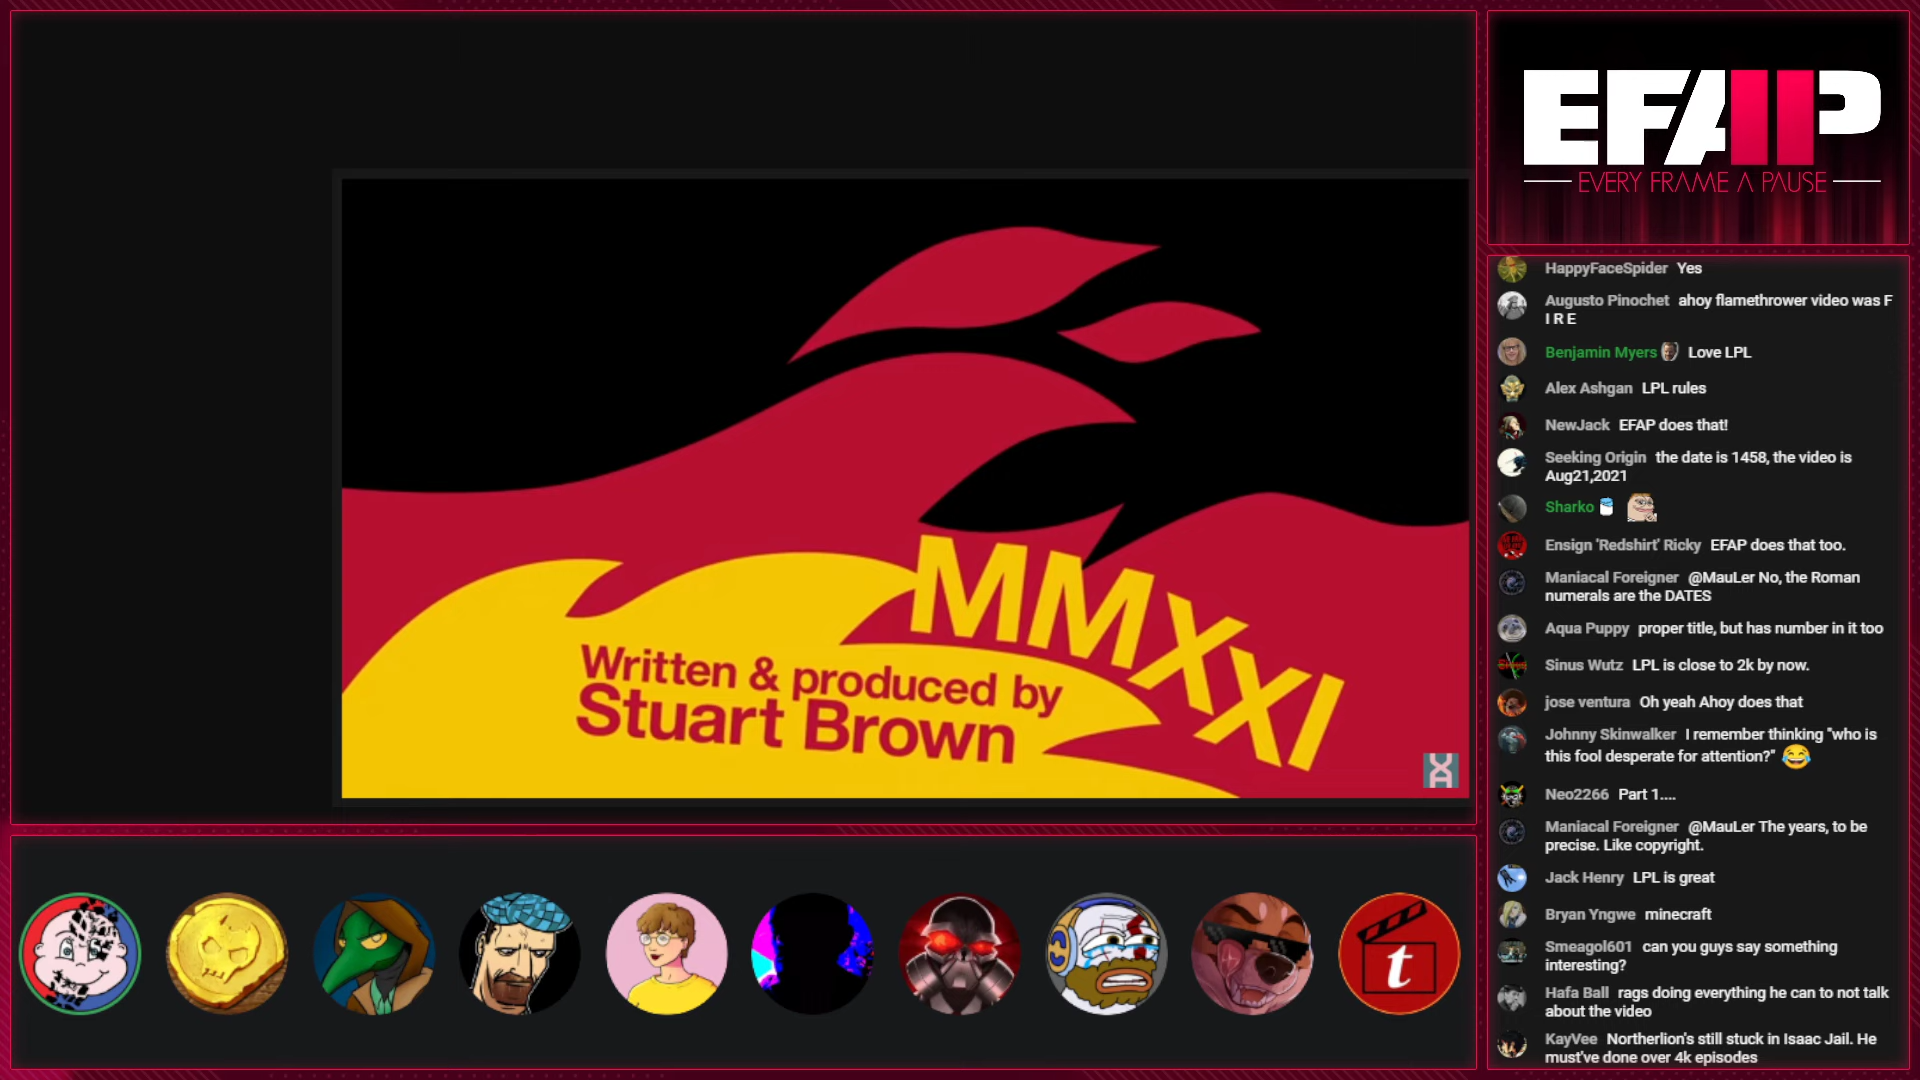 MMXXI
Written & produced by
Stuart Brown
XA
t
EFAP
EVERY FRAME A PAUSE
HappyFaceSpider Yes
Augusto Pinochet ahoy flamethrower video was F
I R E
Benjamin Myers Love LPL
Alex Ashgan LPL rules
NewJack EFAP does that!
Seeking Origin the date is 1458, the video is
Aug21,2021
Sharko
Ensign 'Redshirt' Ricky EFAP does that too.
Maniacal Foreigner @MauLer No, the Roman
numerals are the DATES
Aqua Puppy proper title, but has number in it too
Sinus Wutz LPL is close to 2k by now.
jose ventura Oh yeah Ahoy does that
Johnny Skinwalker I remember thinking "who is
this fool desperate for attention?"
Neo2266 Part 1....
Maniacal Foreigner @MauLer The years, to be
precise. Like copyright.
Jack Henry LPL is great
Bryan Yngwe minecraft
Smeagol601 can you guys say something
interesting?
Hafa Ball rags doing everything he can to not talk
about the video
KayVee Northerlion's still stuck in Isaac Jail. He
must've done over 4k episodes